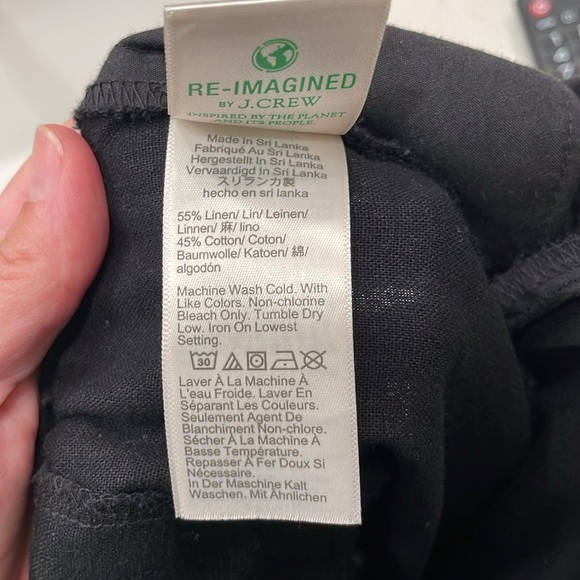 RE-IMAGINED
BY J.CREW
INSPIRED BY THE PLANET
AND ITS PEOPLE.
Made In Sri Lanka
Fabriqué Au Sri Lanka
Hergestellt In Sri Lanka
Vervaardigd In Sri Lanka
スリランカ製
hecho en sri lanka
55% Linen/ Lin/ Leinen/
Linnen/ 麻/ lino
45% Cotton/ Coton/
Baumwolle/ Katoen/ 綿/
algodón
Machine Wash Cold. With
Like Colors. Non-chlorine
Bleach Only. Tumble Dry
Low. Iron On Lowest
Setting.
30
Laver À La Machine À
L'eau Froide. Laver En
Séparant Les Couleurs.
Seulement Agent De
Blanchiment Non-chlore.
Sécher À La Machine À
Basse Température.
Repasser À Fer Doux Si
Nécessaire.
In Der Maschine Kalt
Waschen. Mit Ähnlichen